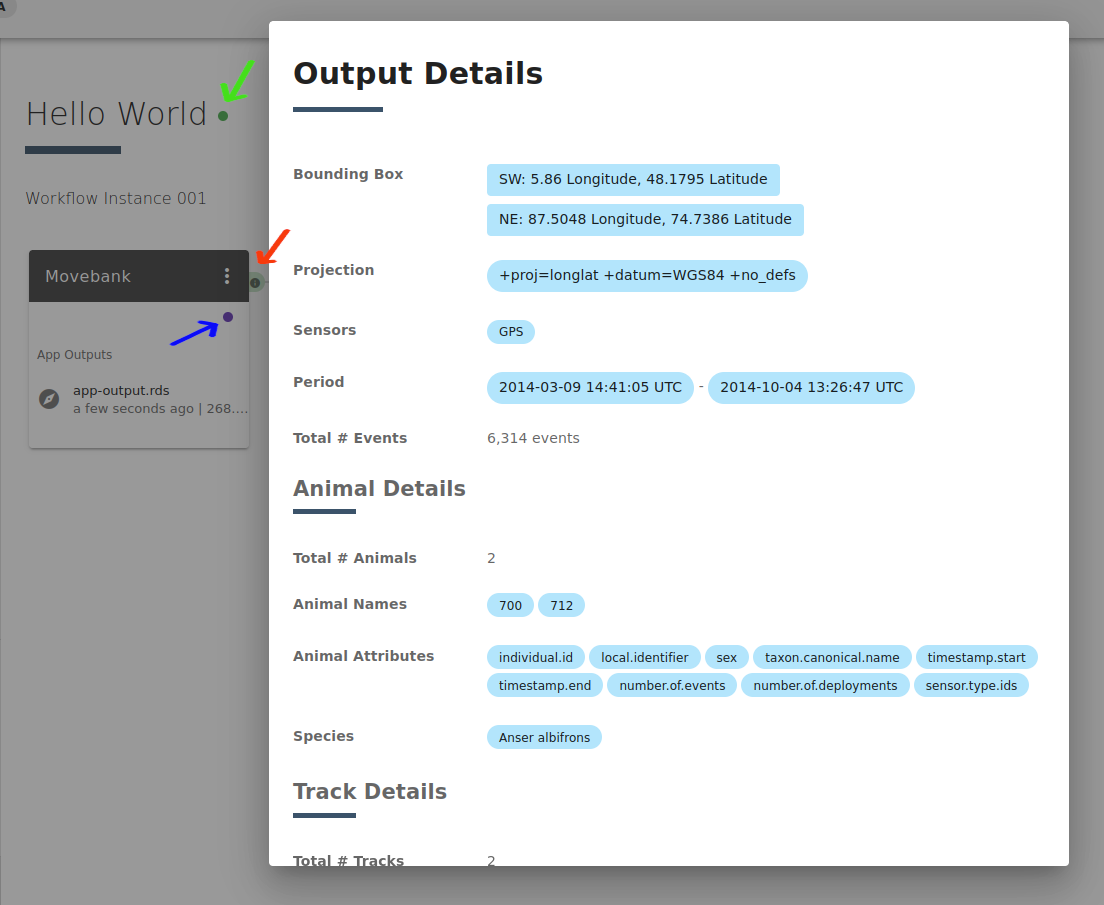 A
Hello World
Workflow Instance 001
Movebank
App Outputs
app-output.rds
a few seconds ago | 268....
Output Details
Bounding Box
SW: 5.86 Longitude, 48.1795 Latitude
NE: 87.5048 Longitude, 74.7386 Latitude
Projection
+proj=longlat +datum=WGS84 +no_defs
Sensors
GPS
Period
2014-03-09 14:41:05 UTC - 2014-10-04 13:26:47 UTC
Total # Events
6,314 events
Animal Details
Total # Animals
2
Animal Names
700 712
Animal Attributes
individual.id local.identifier sex taxon.canonical.name timestamp.start
timestamp.end number.of.events number.of.deployments sensor.type.ids
Species
Anser albifrons
Track Details
Total # Tracks
2